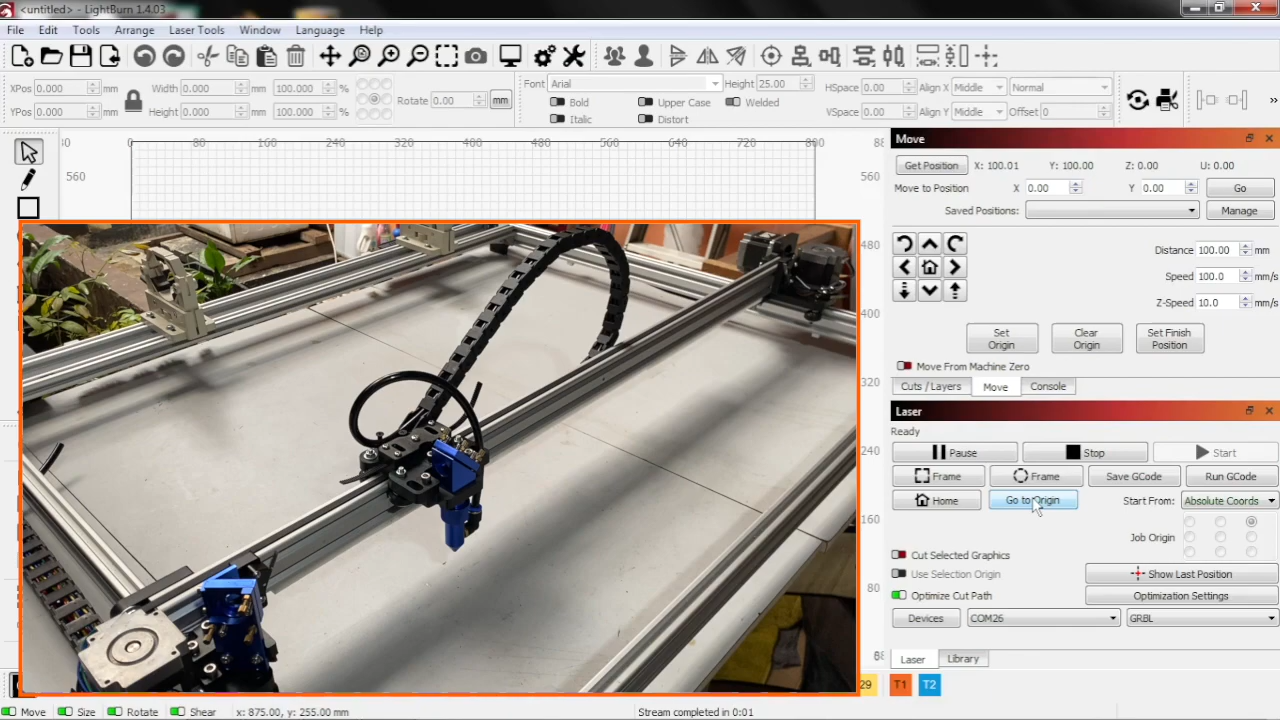 <untitled> - LightBurn 1.4.03
File Edit Tools Arrange Laser Tools Window Language Help
XPos 0.000 mm Width 0.000 100.000 % Rotate 0.00 mm Font Arial Height 25.00 HSpace 0.00 Align X Middle Normal
YPos 0.000 mm Height 0.000 100.000 % Bold Upper Case Welded VSpace 0.00 Align Y Middle Offset 0
Italic Distort
0 80 160 240 320 400 480 560 640 720 800
560 560
480
400
320
240
160
80
Move
Get Position X: 100.01 Y: 100.00 Z: 0.00 U: 0.00
Move to Position X 0.00 Y 0.00 Go
Saved Positions: Manage
Distance 100.00 mm
Speed 100.0 mm/s
Z-Speed 10.0 mm/s
Set Origin Clear Origin Set Finish Position
Move From Machine Zero
Cuts / Layers Move Console
Laser
Ready
Pause Stop Start
Frame Frame Save GCode Run GCode
Home Go to Origin Start From: Absolute Coords
Job Origin
Cut Selected Graphics
Use Selection Origin Show Last Position
Optimize Cut Path Optimization Settings
Devices COM26 GRBL
Laser Library
29 T1 T2
Move Size Rotate Shear x: 875.00, y: 255.00 mm Stream completed in 0:01